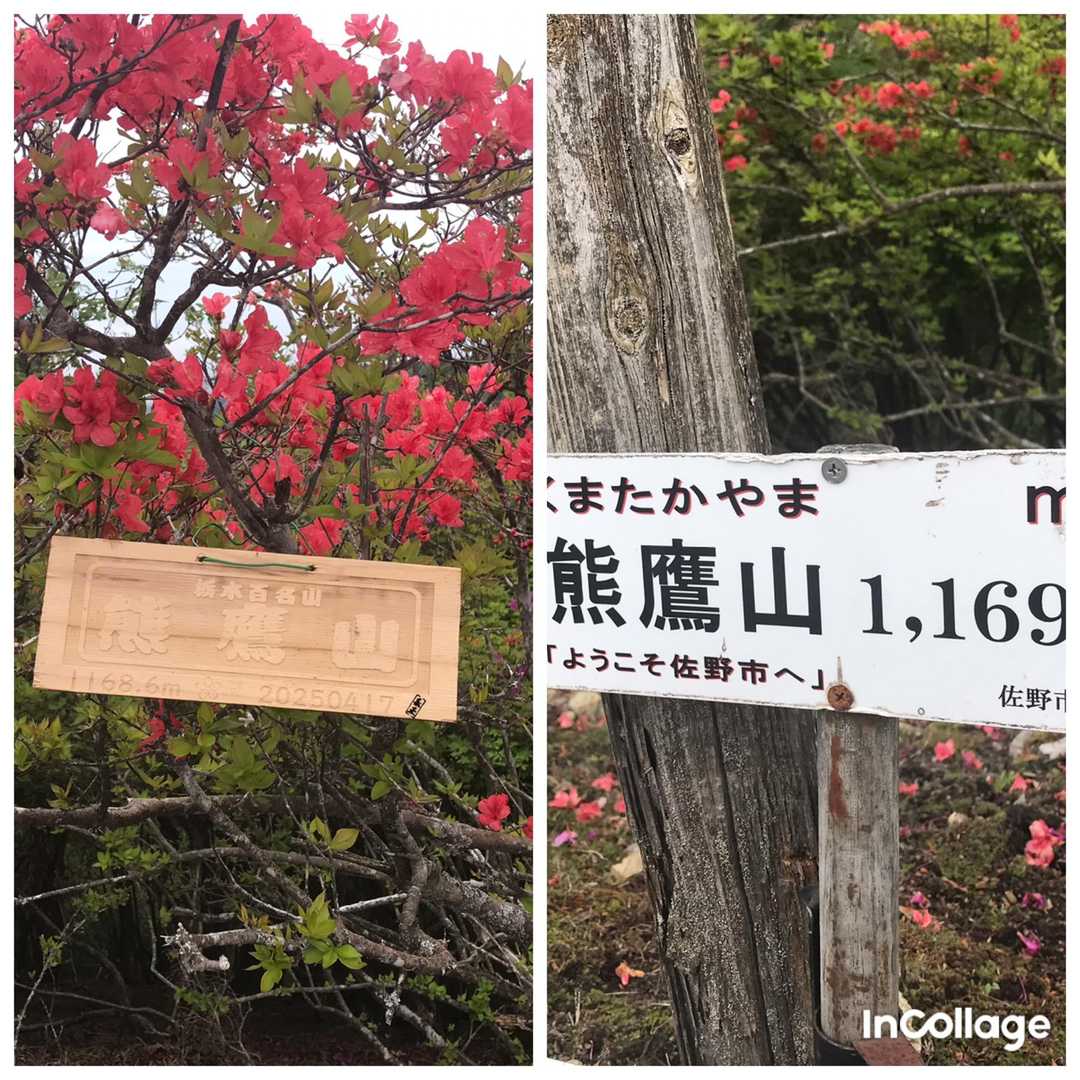 栃木百名山
熊鷹山
1168.6m 20250417
くまたかやま
m
熊鷹山 1,169
「ようこそ佐野市へ」
佐野市
InCollage